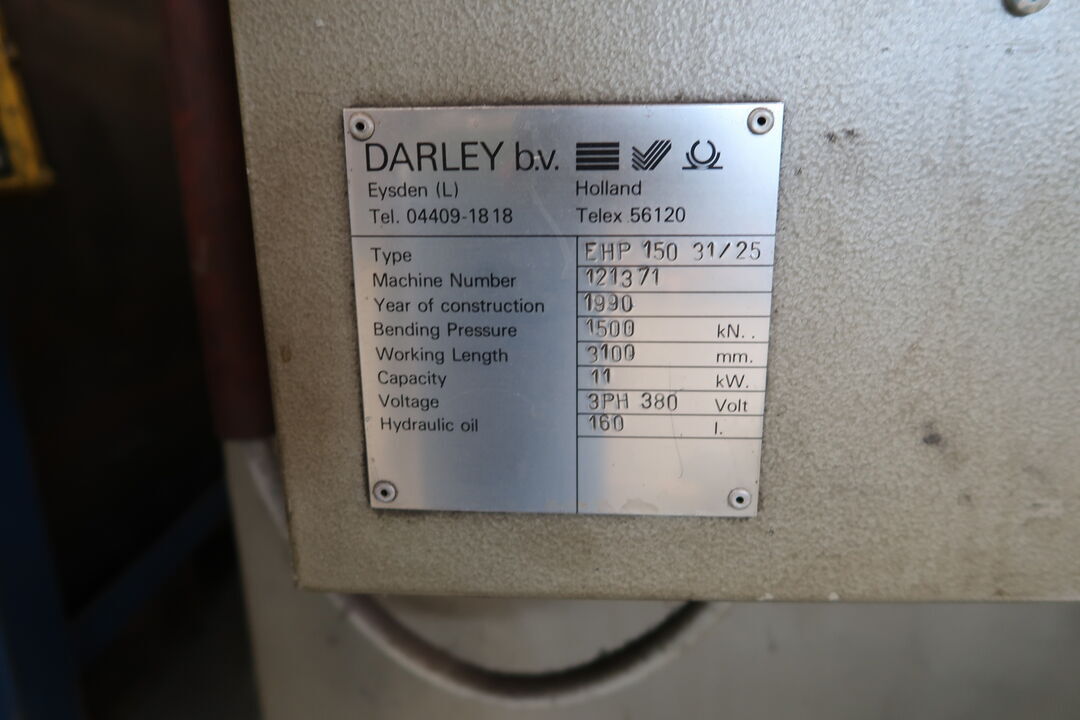 DARLEY b.v.
Eysden (L) Holland
Tel. 04409-1818 Telex 56120
Type EHP 150 31/25
Machine Number 121371
Year of construction 1990
Bending Pressure 1500 kN..
Working Length 3100 mm.
Capacity 11 kW.
Voltage 3PH 380 Volt
Hydraulic oil 160 l.